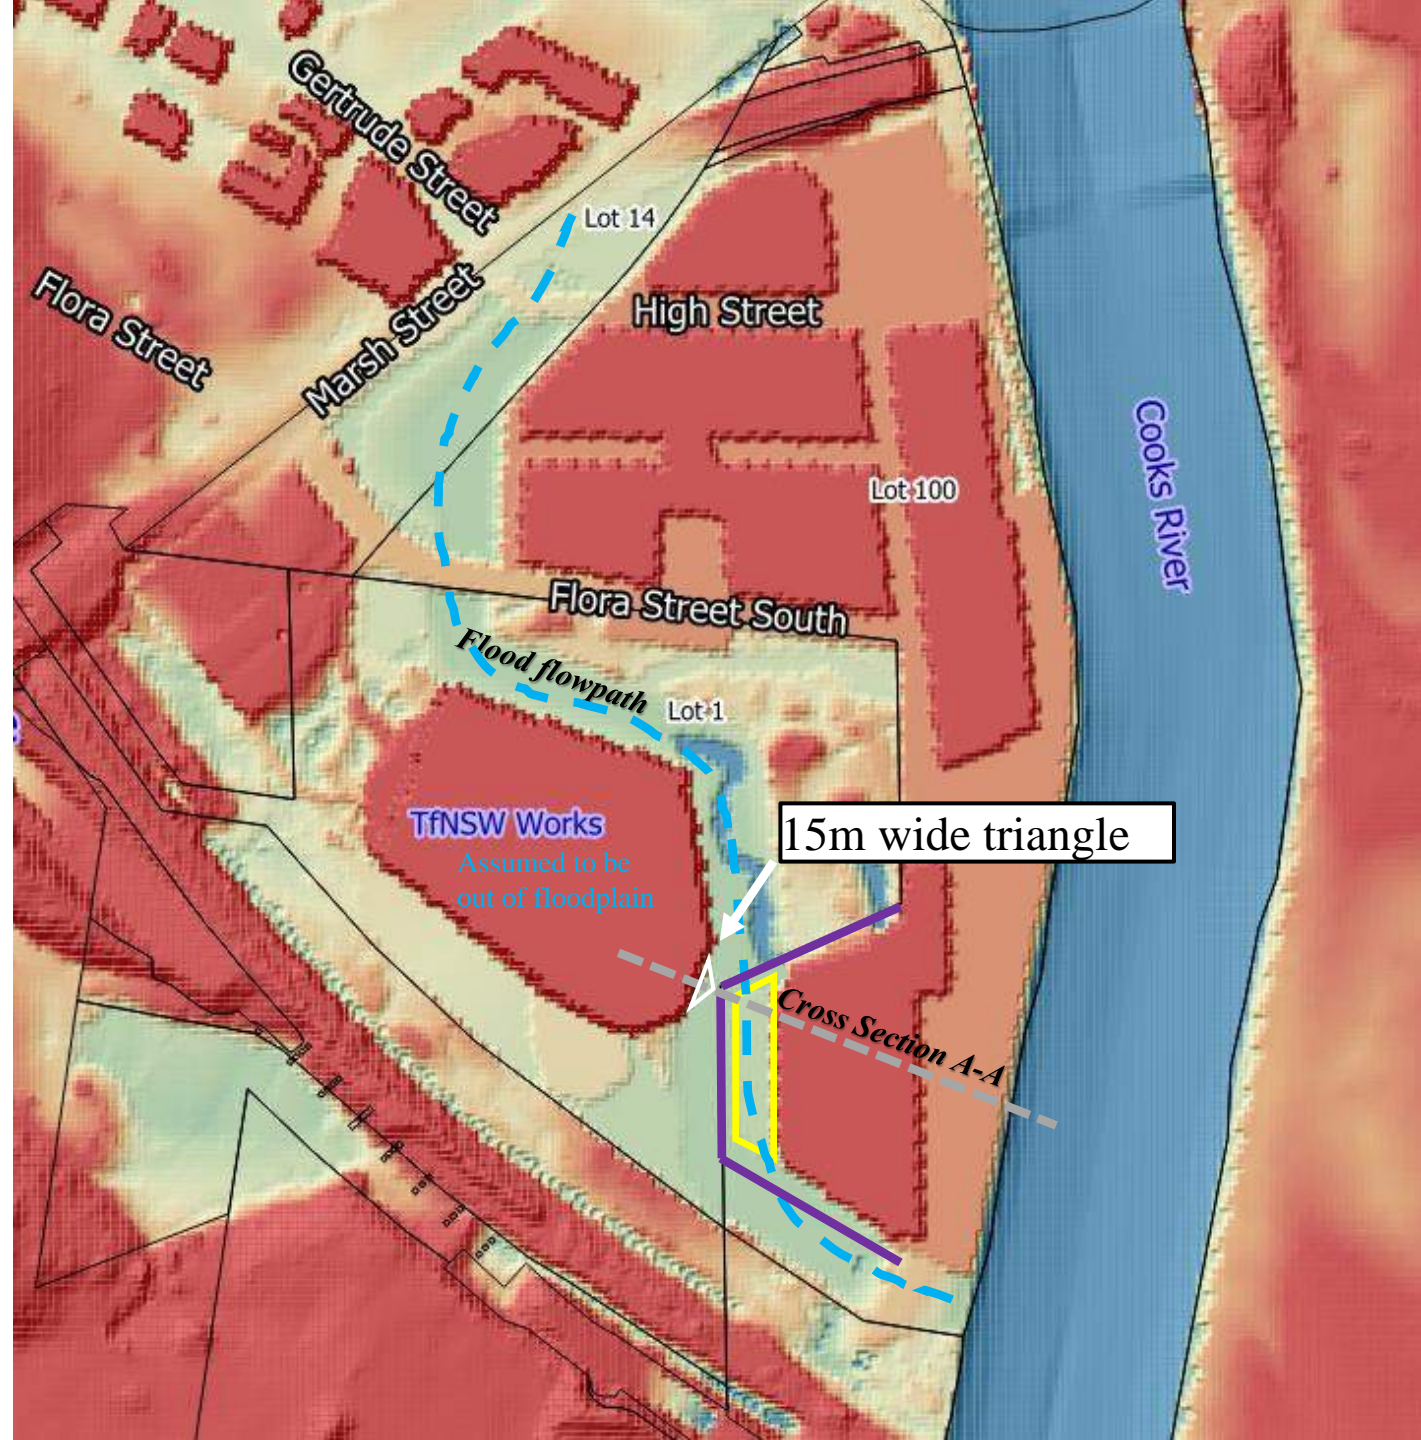 Gertrude Street
Lot 14
Flora Street
Marsh Street
High Street
Cooks River
Lot 100
Flora Street South
Flood flowpath
Lot 1
TfNSW Works
Assumed to be
out of floodplain
15m wide triangle
Cross Section A-A